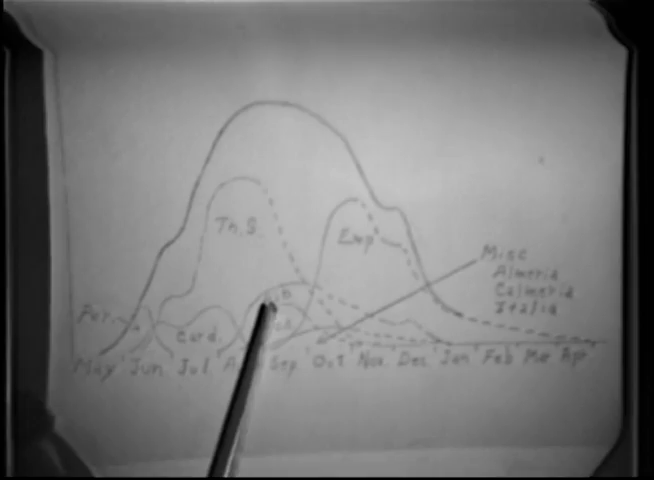 Th. S.
Emp
Misc
Almeria
Calmeria
Italia
Per.
Card.
May Jun Jul A Sep Oct Nov Dec Jan Feb Mar Apr